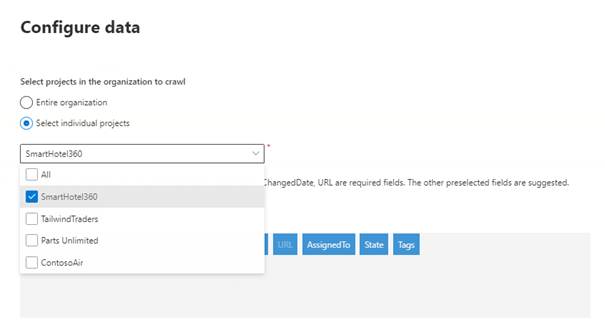 Configure data
Select projects in the organization to crawl
Entire organization
Select individual projects
SmartHotel360
*
All
ChangedDate, URL are required fields. The other preselected fields are suggested.
SmartHotel360
TailwindTraders
Parts Unlimited
URL AssignedTo State Tags
ContosoAir